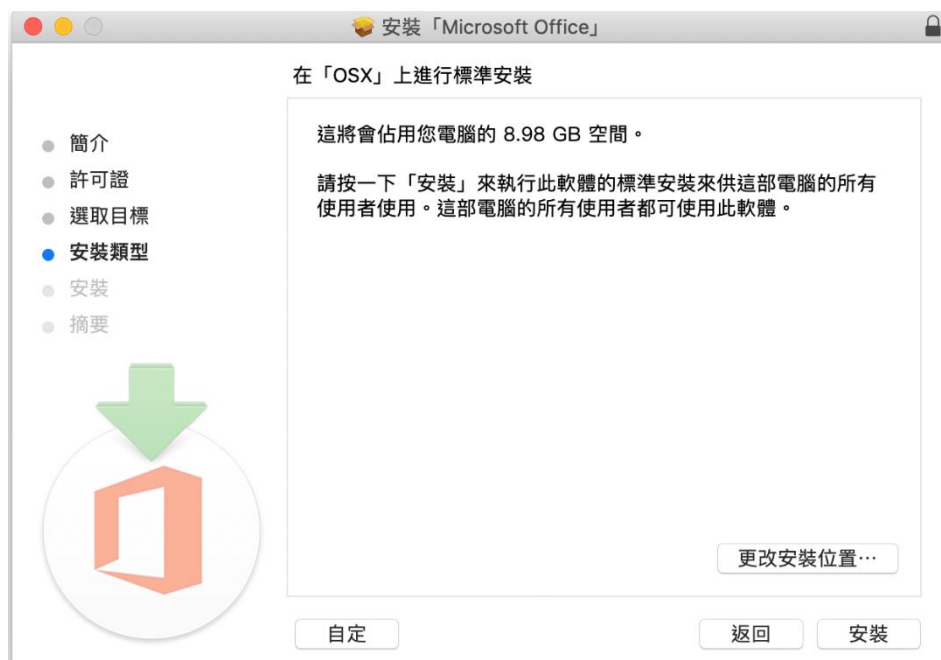 安裝「Microsoft Office」
在「OSX」上進行標準安裝
簡介
許可證
選取目標
安裝類型
安裝
摘要
這將會佔用您電腦的 8.98 GB 空間。
請按一下「安裝」來執行此軟體的標準安裝來供這部電腦的所有
使用者使用。這部電腦的所有使用者都可使用此軟體。
更改安裝位置⋯
自定
返回
安裝